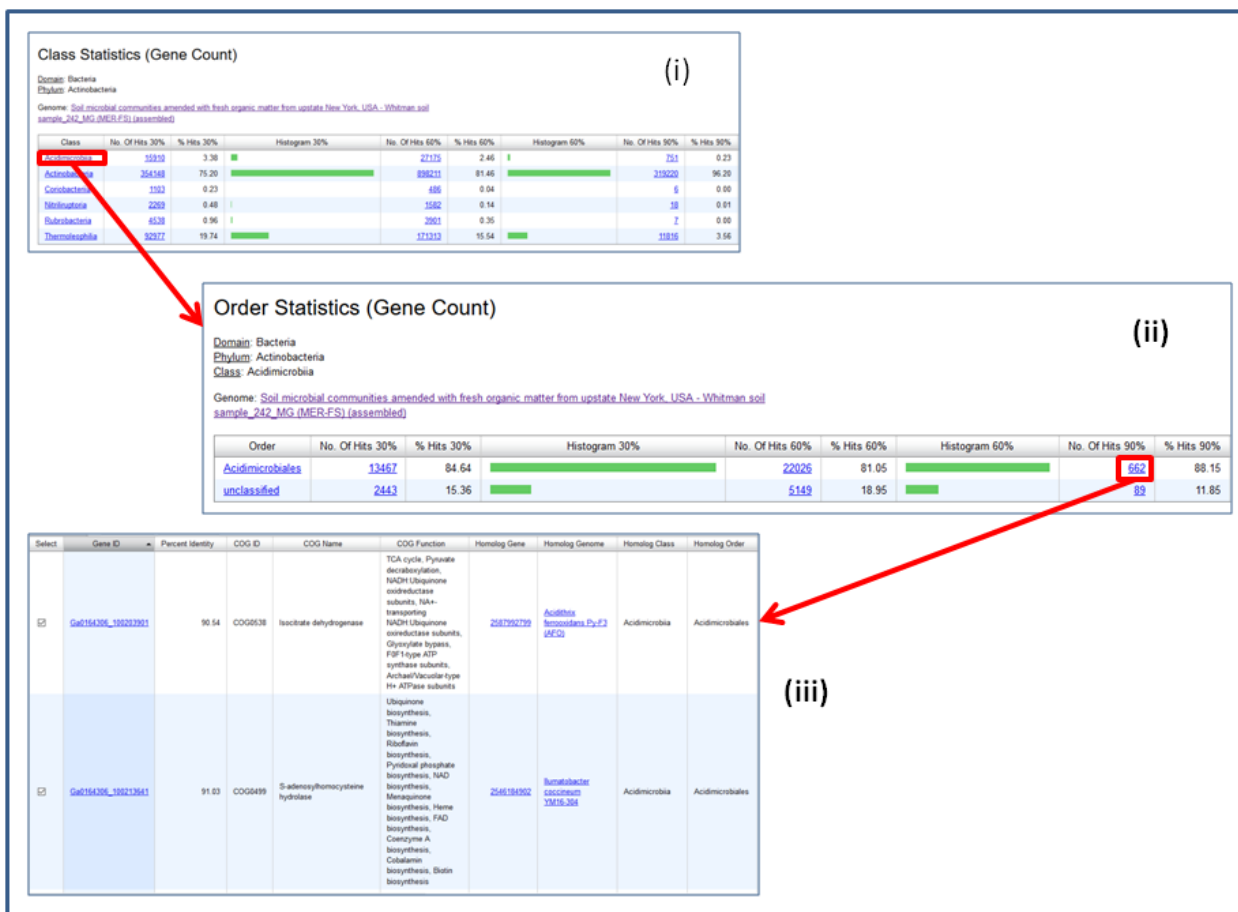 Class Statistics (Gene Count)
(i)
Domain: Bacteria
Phylum: Actinobacteria
Genome: Soil microbial communities amended with fresh organic matter from upstate New York, USA - Whitman soil
sample_242_MG (MER-FS) (assembled)
Class No. Of Hits 30% % Hits 30% Histogram 30% No. Of Hits 60% % Hits 60% Histogram 60% No. Of Hits 90% % Hits 90%
Acidimicrobiia 15910 3.38 27175 2.46 751 0.23
Actinobacteria 354148 75.20 898211 81.46 319220 96.20
Coriobacteriia 1103 0.23 486 0.04 6 0.00
Nitriliruptoria 2269 0.48 1582 0.14 18 0.01
Rubrobacteria 4538 0.96 3901 0.35 7 0.00
Thermoleophilia 92977 19.74 171313 15.54 11816 3.56
Order Statistics (Gene Count)
(ii)
Domain: Bacteria
Phylum: Actinobacteria
Class: Acidimicrobiia
Genome: Soil microbial communities amended with fresh organic matter from upstate New York, USA - Whitman soil
sample_242_MG (MER-FS) (assembled)
Order No. Of Hits 30% % Hits 30% Histogram 30% No. Of Hits 60% % Hits 60% Histogram 60% No. Of Hits 90% % Hits 90%
Acidimicrobiales 13467 84.64 22026 81.05 662 88.15
unclassified 2443 15.36 5149 18.95 89 11.85
Select Gene ID Percent Identity COG ID COG Name COG Function Homolog Gene Homolog Genome Homolog Class Homolog Order
TCA cycle, Pyruvate
decraboxylation,
NADH:Ubiquinone
oxidreductase
subunits, NA+-
transporting
NADH:Ubiquinone
oxireductase subunits,
Glyoxylate bypass,
F0F1-type ATP
synthase subunits,
Archael/Vacuolar-type
H+ ATPase subunits
Ga0164306_100203901 90.54 COG0538 Isocitrate dehydrogenase 2587992799
Acidithrix
ferrooxidans Py-F3
(AFO)
Acidimicrobiia Acidimicrobiales
(iii)
Ubiquinone
biosynthesis,
Thiamine
biosynthesis,
Riboflavin
biosynthesis,
Pyridoxal phosphate
biosynthesis, NAD
biosynthesis,
Menaquinone
biosynthesis, Heme
biosynthesis, FAD
biosynthesis,
Coenzyme A
biosynthesis,
Cobalamin
biosynthesis, Biotin
biosynthesis
Ga0164306_100213641 91.03 COG0499
S-adenosylhomocysteine
hydrolase
2546184902
Ilumatobacter
coccineum
YM16-304
Acidimicrobiia Acidimicrobiales